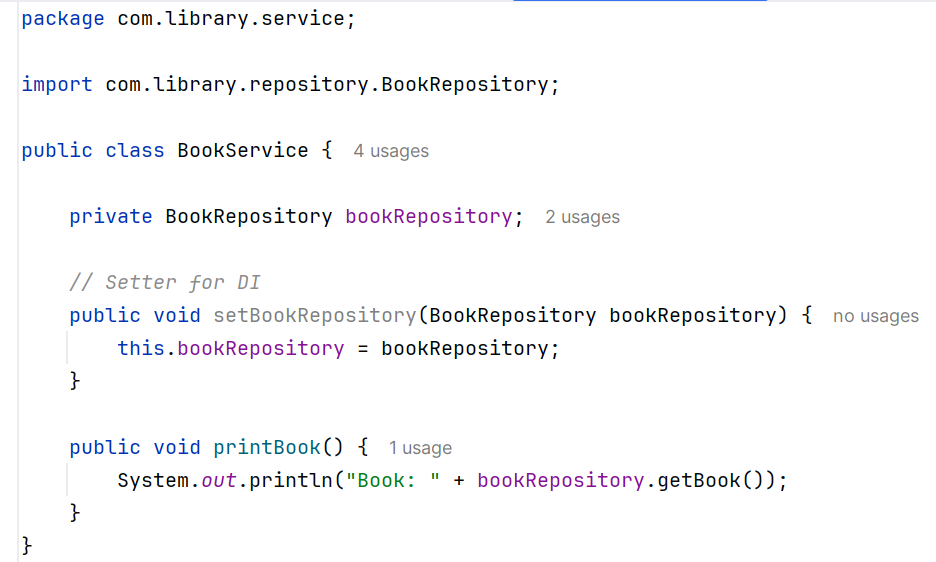 package com.library.service;
import com.library.repository.BookRepository;
public class BookService { 4 usages
private BookRepository bookRepository; 2 usages
// Setter for DI
public void setBookRepository(BookRepository bookRepository) { no usages
this.bookRepository = bookRepository;
}
public void printBook() { 1 usage
System.out.println("Book: " + bookRepository.getBook());
}
}